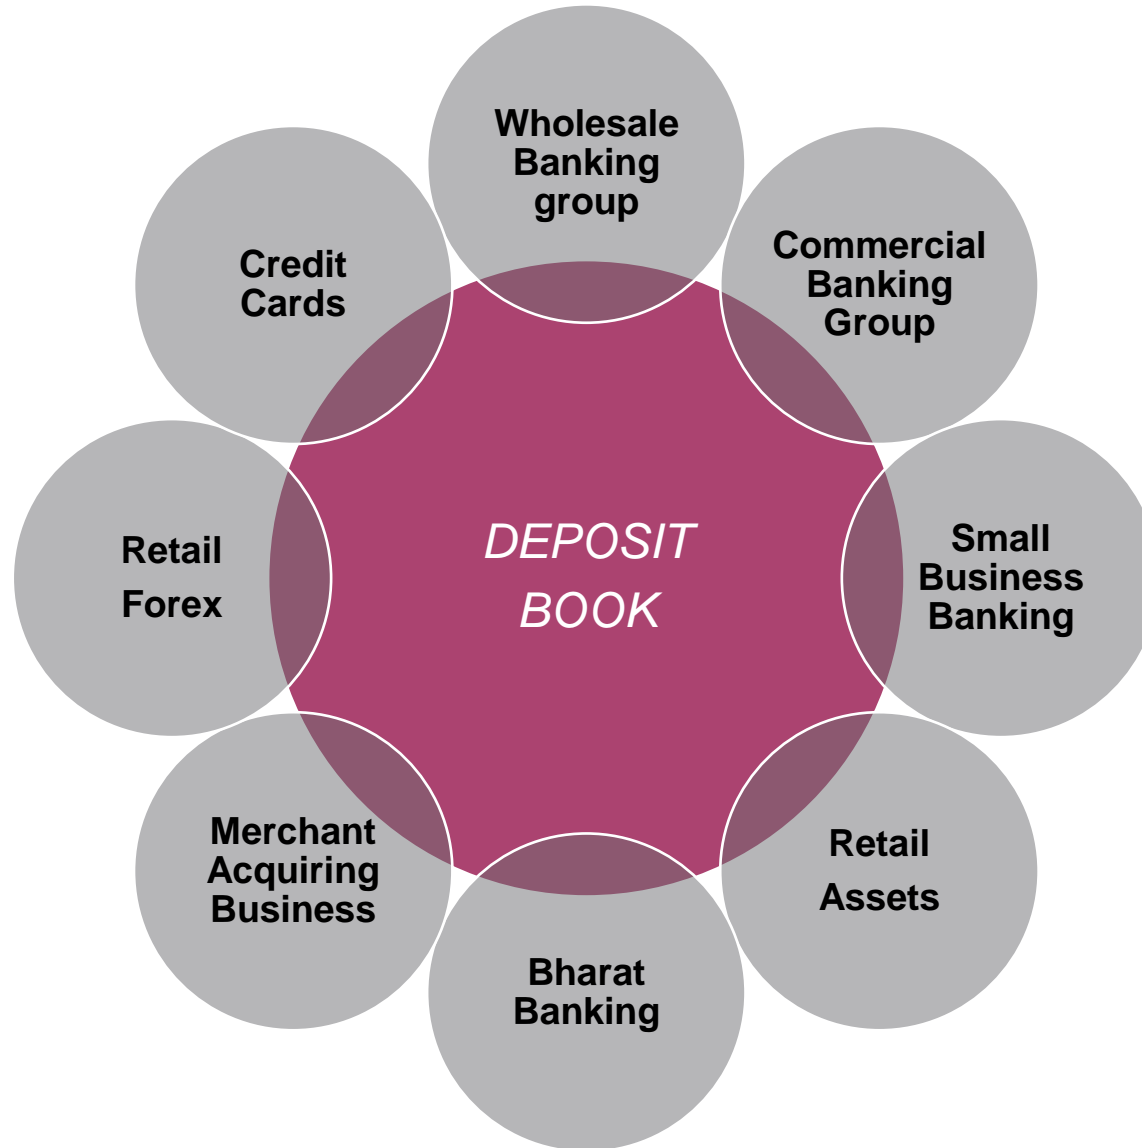 Wholesale
Banking
group
Commercial
Banking
Group
Small
Business
Banking
Retail
Assets
Bharat
Banking
Merchant
Acquiring
Business
Retail
Forex
Credit
Cards
DEPOSIT
BOOK